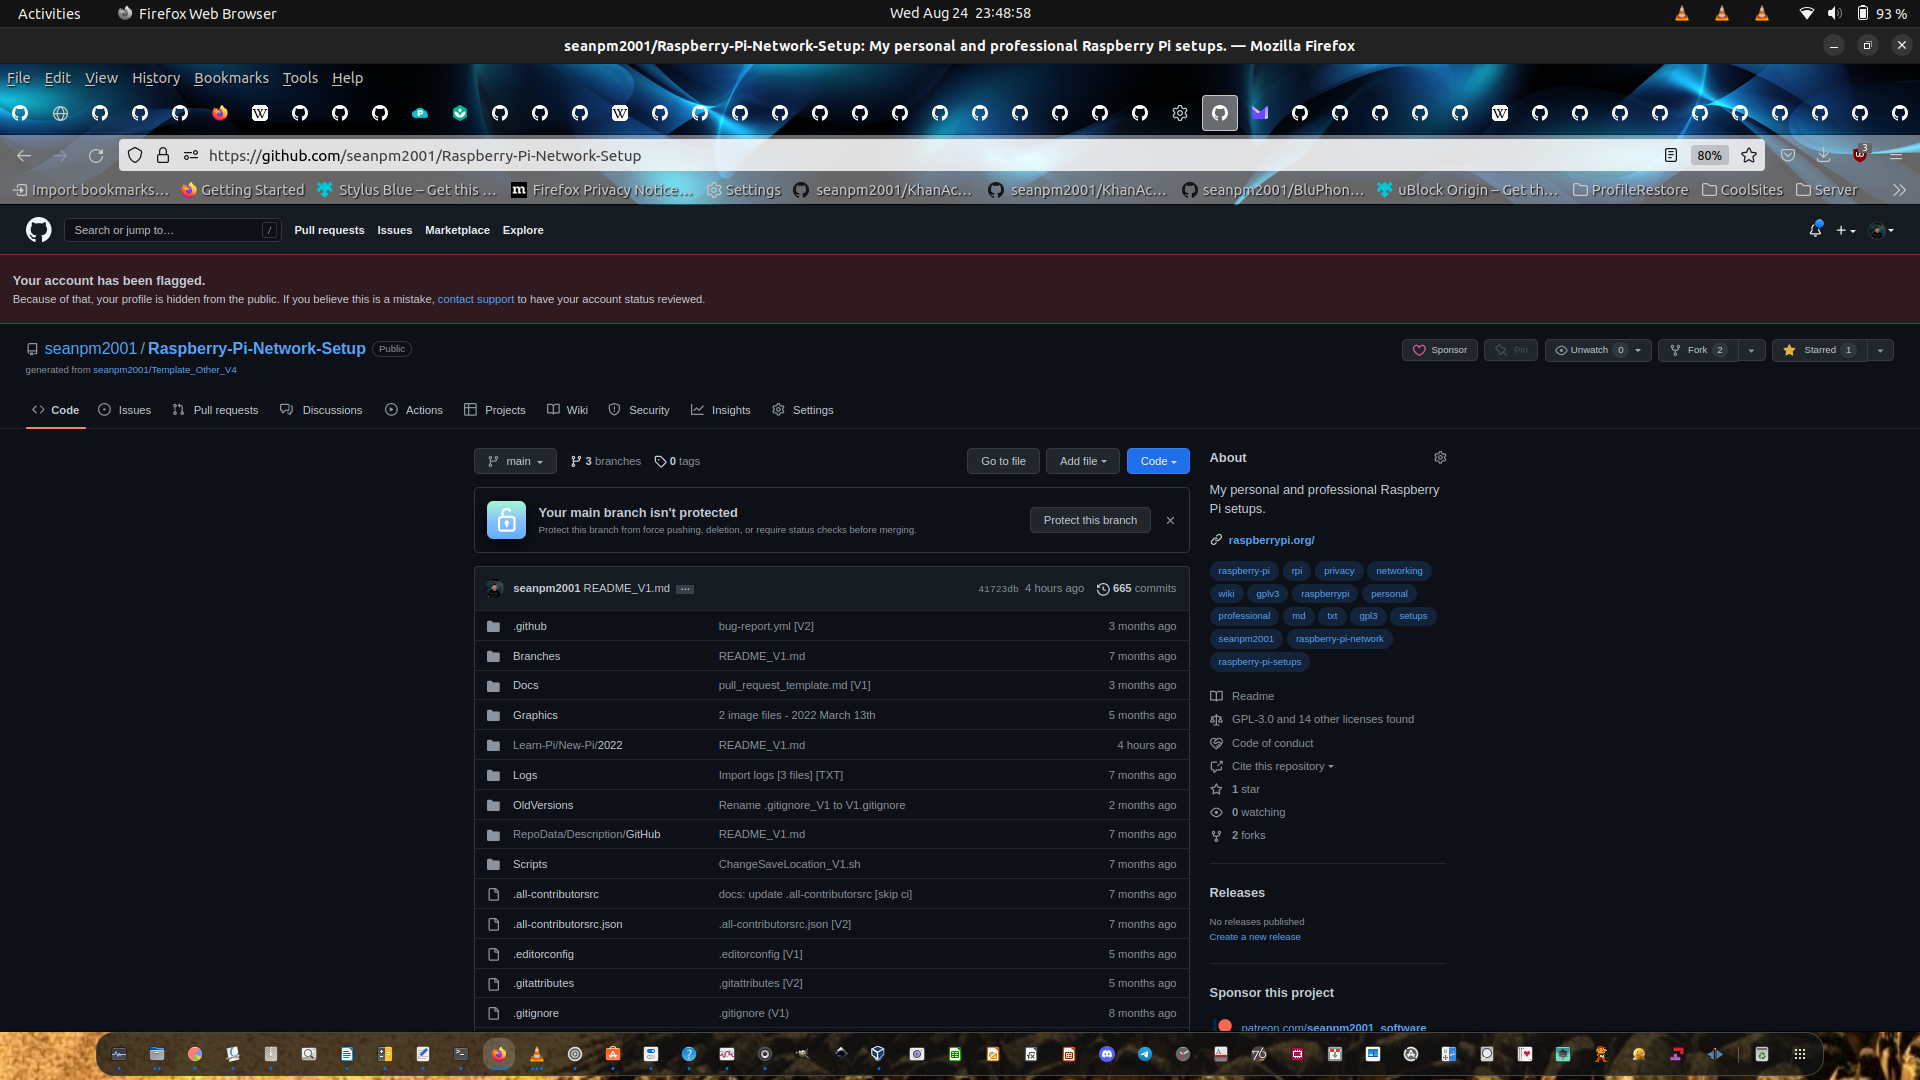 Activities
Firefox Web Browser
Wed Aug 24 23:48:58
93 %
seanpm2001/Raspberry-Pi-Network-Setup: My personal and professional Raspberry Pi setups. — Mozilla Firefox
File Edit View History Bookmarks Tools Help
https://github.com/seanpm2001/Raspberry-Pi-Network-Setup
80%
3
Import bookmarks…
Getting Started
Stylus Blue – Get this …
Firefox Privacy Notice…
Settings
seanpm2001/KhanAc…
seanpm2001/KhanAc…
seanpm2001/BluPhon…
uBlock Origin – Get th…
ProfileRestore
CoolSites
Server
Search or jump to…
/
Pull requests Issues Marketplace Explore
Your account has been flagged.
Because of that, your profile is hidden from the public. If you believe this is a mistake, contact support to have your account status reviewed.
seanpm2001 / Raspberry-Pi-Network-Setup Public
generated from seanpm2001/Template_Other_V4
Sponsor
Pin
Unwatch 0
Fork 2
Starred 1
Code
Issues
Pull requests
Discussions
Actions
Projects
Wiki
Security
Insights
Settings
main
3 branches
0 tags
Go to file
Add file
Code
Your main branch isn't protected
Protect this branch from force pushing, deletion, or require status checks before merging.
Protect this branch
seanpm2001 README_V1.md ...
41723db 4 hours ago
665 commits
.github bug-report.yml [V2] 3 months ago
Branches README_V1.md 7 months ago
Docs pull_request_template.md [V1] 3 months ago
Graphics 2 image files - 2022 March 13th 5 months ago
Learn-Pi/New-Pi/2022 README_V1.md 4 hours ago
Logs Import logs [3 files] [TXT] 7 months ago
OldVersions Rename .gitignore_V1 to V1.gitignore 2 months ago
RepoData/Description/GitHub README_V1.md 7 months ago
Scripts ChangeSaveLocation_V1.sh 7 months ago
.all-contributorsrc docs: update .all-contributorsrc [skip ci] 7 months ago
.all-contributorsrc.json .all-contributorsrc.json [V2] 7 months ago
.editorconfig .editorconfig [V1] 5 months ago
.gitattributes .gitattributes [V2] 5 months ago
.gitignore .gitignore (V1) 8 months ago
About
My personal and professional Raspberry
Pi setups.
raspberrypi.org/
raspberry-pi rpi privacy networking
wiki gplv3 raspberrypi personal
professional md txt gpl3 setups
seanpm2001 raspberry-pi-network
raspberry-pi-setups
Readme
GPL-3.0 and 14 other licenses found
Code of conduct
Cite this repository
1 star
0 watching
2 forks
Releases
No releases published
Create a new release
Sponsor this project
patreon.com/seanpm2001_software